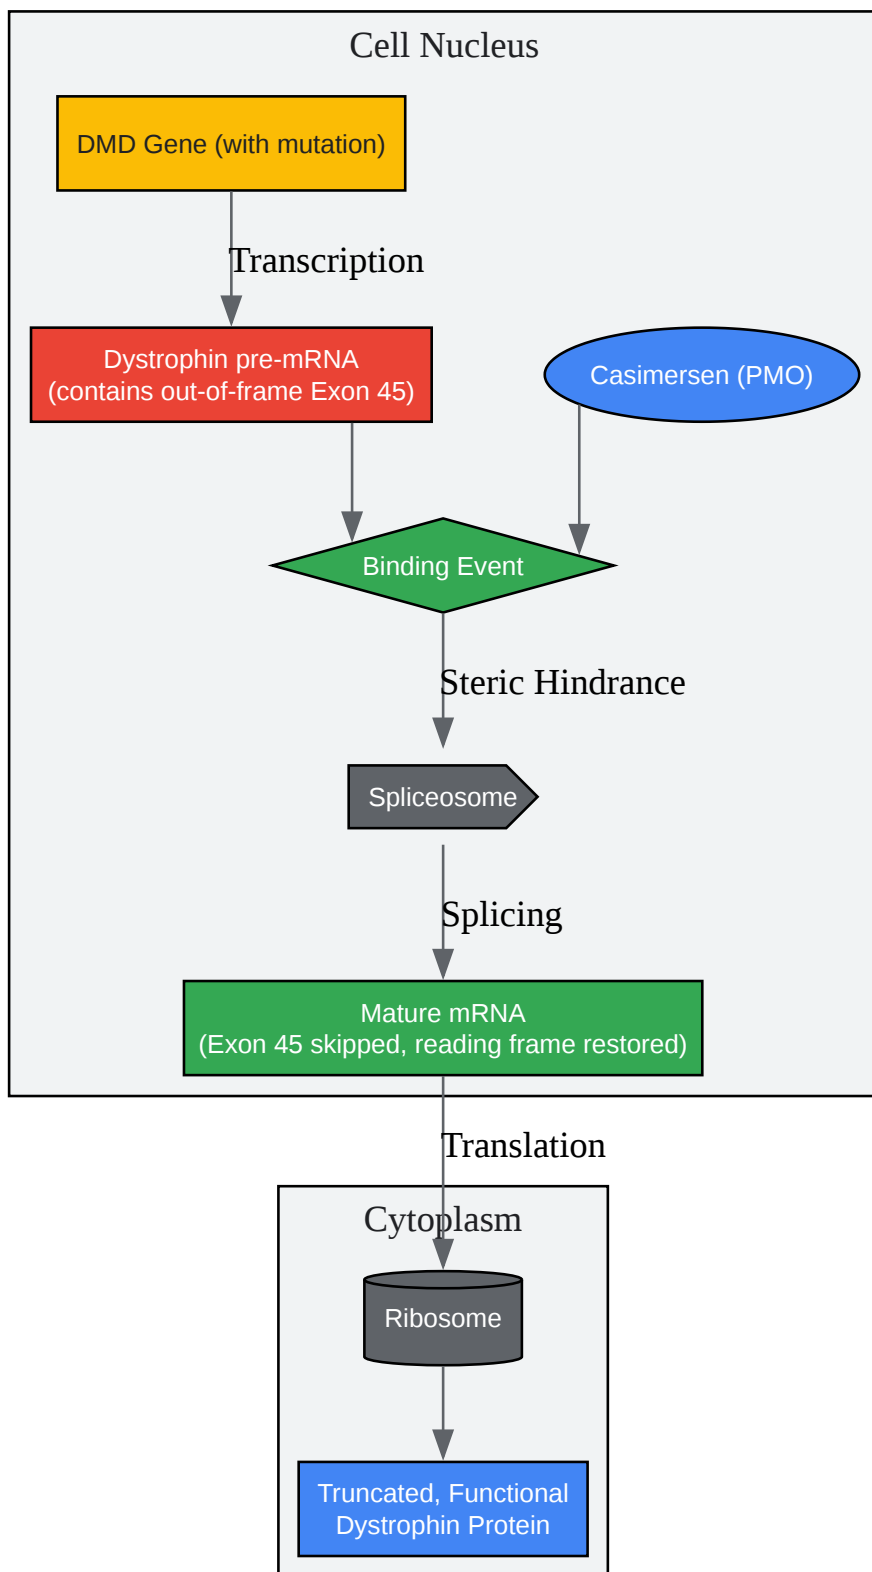 Cell Nucleus
DMD Gene (with mutation)
Transcription
Dystrophin pre-mRNA
(contains out-of-frame Exon 45)
Casimersen (PMO)
Binding Event
Steric Hindrance
Spliceosome
Splicing
Mature mRNA
(Exon 45 skipped, reading frame restored)
Translation
Cytoplasm
Ribosome
Truncated, Functional
Dystrophin Protein